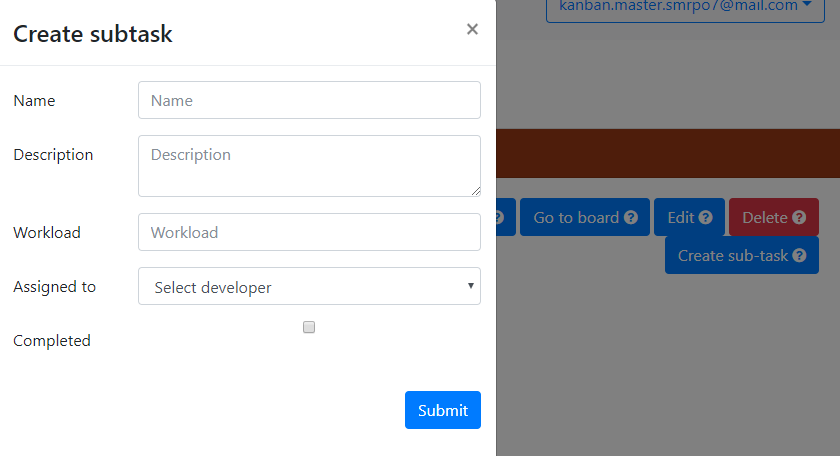 Create subtask
×
kanban.master.smrpo7@mail.com
Name
Name
Description
Description
Workload
Workload
Assigned to
Select developer
Completed
Submit
Go to board
Edit
Delete
Create sub-task